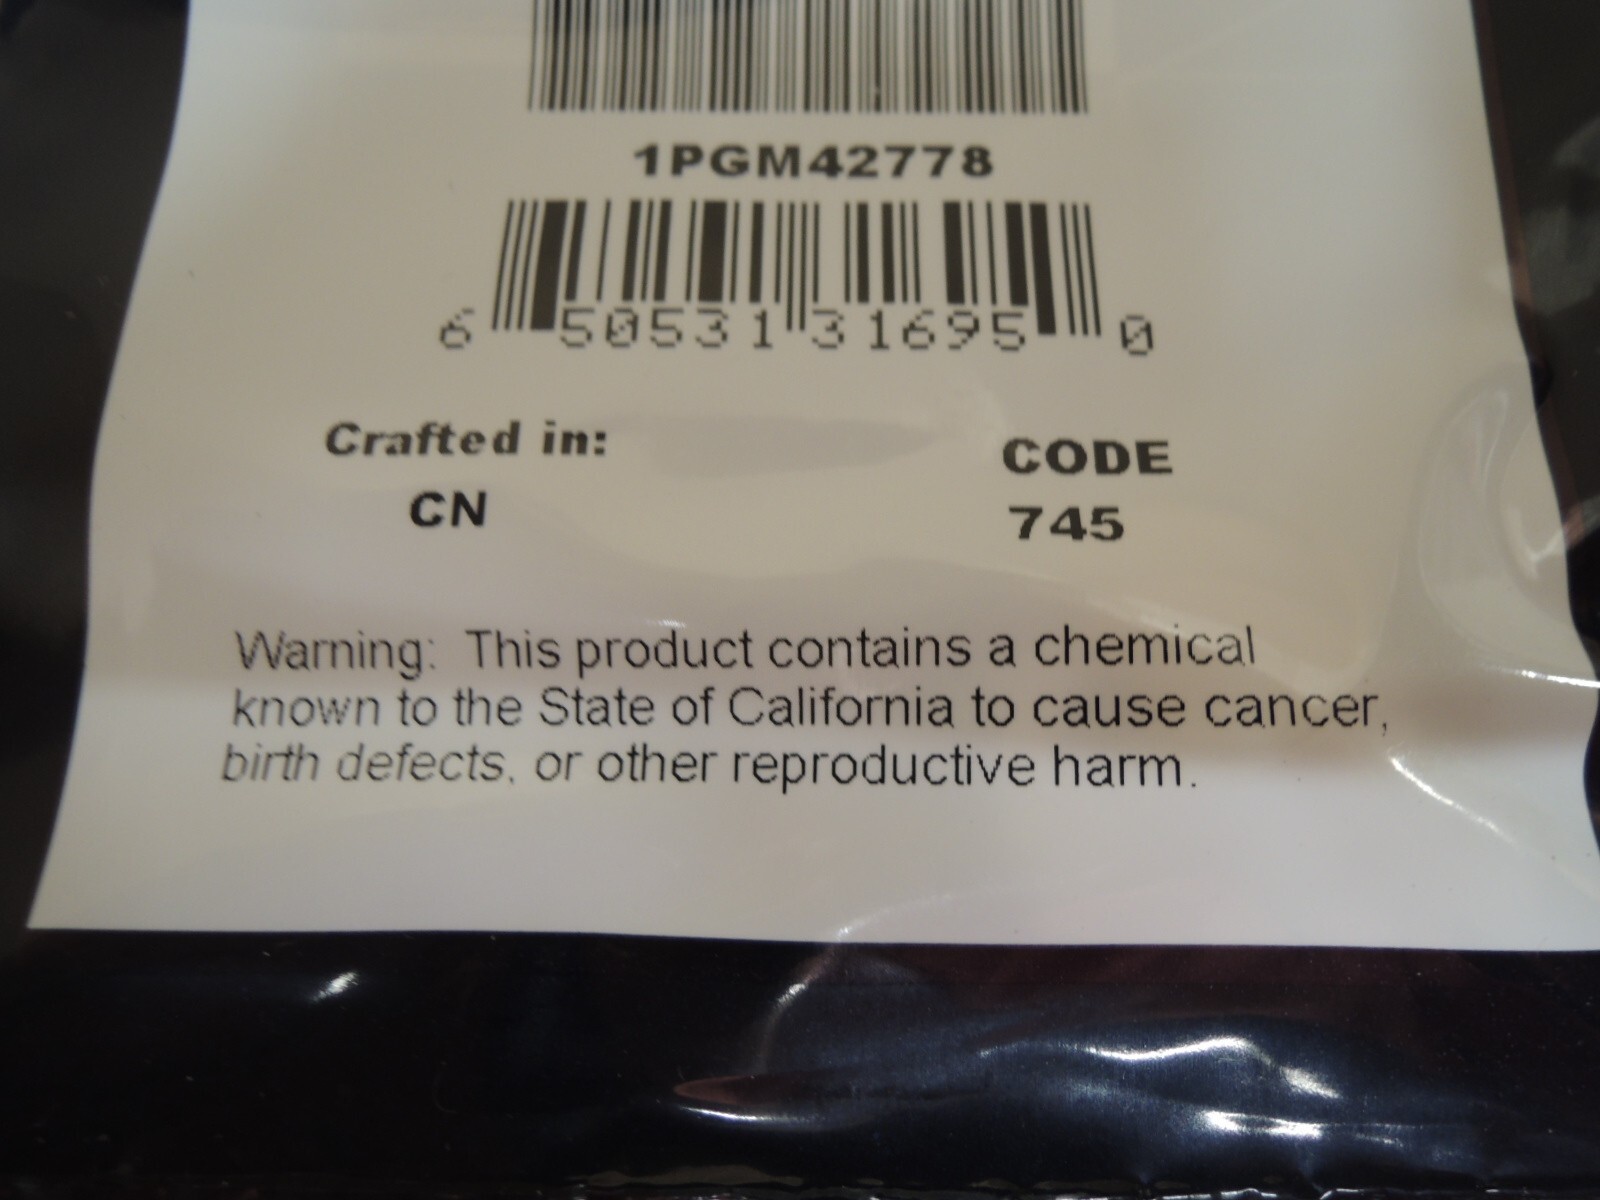 1PGM42778
6 50531 31695 0
Crafted in: CODE
CN 745
Warning: This product contains a chemical
known to the State of California to cause cancer,
birth defects, or other reproductive harm.